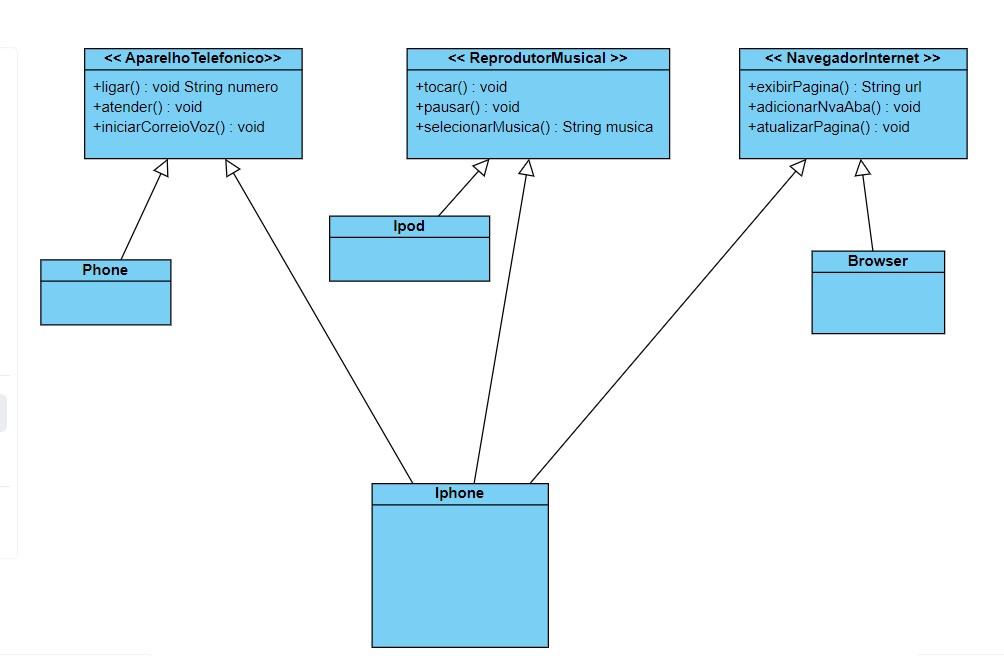 << AparelhoTelefonico>>
+ligar() : void String numero
+atender() : void
+iniciarCorreioVoz() : void
<< ReprodutorMusical >>
+tocar() : void
+pausar() : void
+selecionarMusica() : String musica
<< NavegadorInternet >>
+exibirPagina() : String url
+adicionarNvaAba() : void
+atualizarPagina() : void
Phone
Ipod
Browser
Iphone